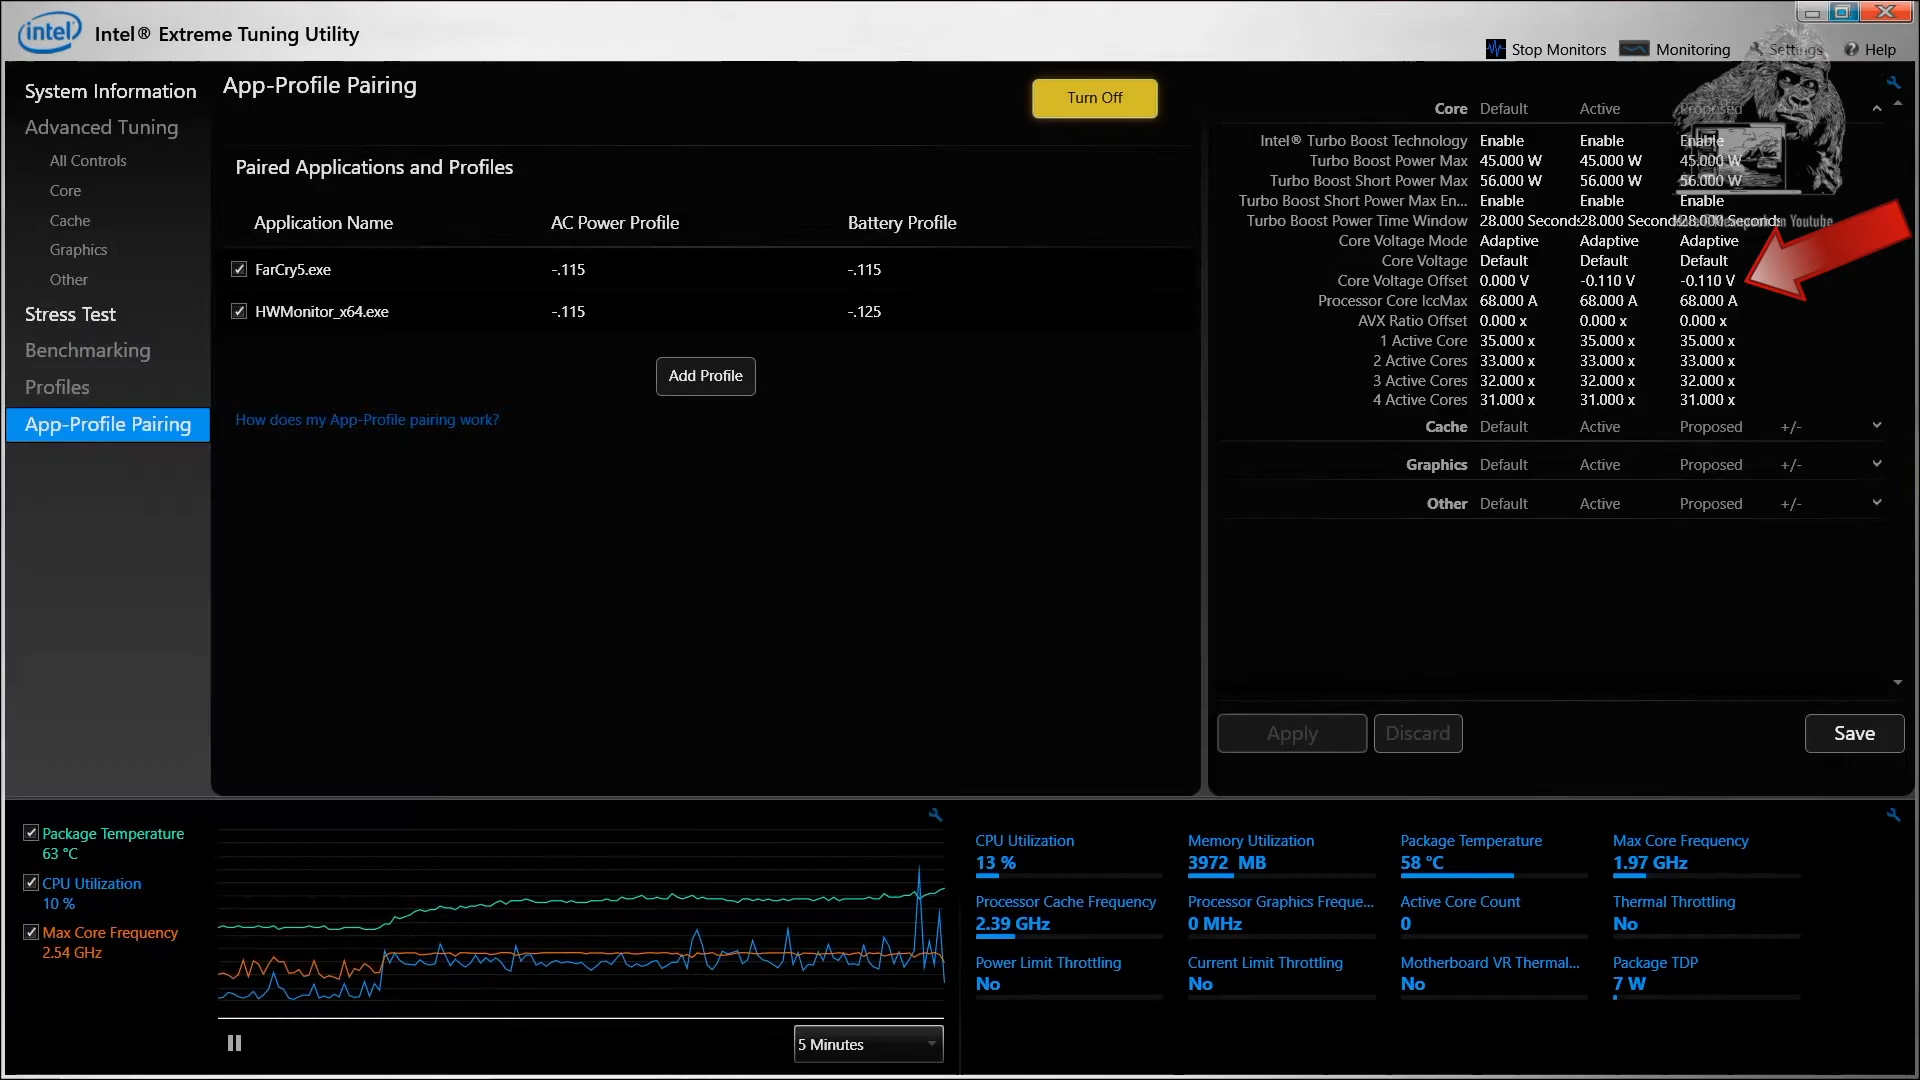 intel
Intel® Extreme Tuning Utility
Stop Monitors
Monitoring
Settings
Help
System Information
Advanced Tuning
All Controls
Core
Cache
Graphics
Other
Stress Test
Benchmarking
Profiles
App-Profile Pairing
App-Profile Pairing
Turn Off
Paired Applications and Profiles
Application Name AC Power Profile Battery Profile
FarCry5.exe -.115 -.115
HWMonitor_x64.exe -.115 -.125
Add Profile
How does my App-Profile pairing work?
Core Default Active Proposed
Intel® Turbo Boost Technology Enable Enable Enable
Turbo Boost Power Max 45.000 W 45.000 W 45.000 W
Turbo Boost Short Power Max 56.000 W 56.000 W 56.000 W
Turbo Boost Short Power Max En... Enable Enable Enable
Turbo Boost Power Time Window 28.000 Seconds 28.000 Seconds 28.000 Seconds
Youtube
Core Voltage Mode Adaptive Adaptive Adaptive
Core Voltage Default Default Default
Core Voltage Offset 0.000 V -0.110 V -0.110 V
Processor Core IccMax 68.000 A 68.000 A 68.000 A
AVX Ratio Offset 0.000 x 0.000 x 0.000 x
1 Active Core 35.000 x 35.000 x 35.000 x
2 Active Cores 33.000 x 33.000 x 33.000 x
3 Active Cores 32.000 x 32.000 x 32.000 x
4 Active Cores 31.000 x 31.000 x 31.000 x
Cache Default Active Proposed +/-
Graphics Default Active Proposed +/-
Other Default Active Proposed +/-
Apply
Discard
Save
Package Temperature
63 °C
CPU Utilization
10 %
Max Core Frequency
2.54 GHz
5 Minutes
CPU Utilization Memory Utilization Package Temperature Max Core Frequency
13 % 3972 MB 58 °C 1.97 GHz
Processor Cache Frequency Processor Graphics Freque... Active Core Count Thermal Throttling
2.39 GHz 0 MHz 0 No
Power Limit Throttling Current Limit Throttling Motherboard VR Thermal... Package TDP
No No No 7 W